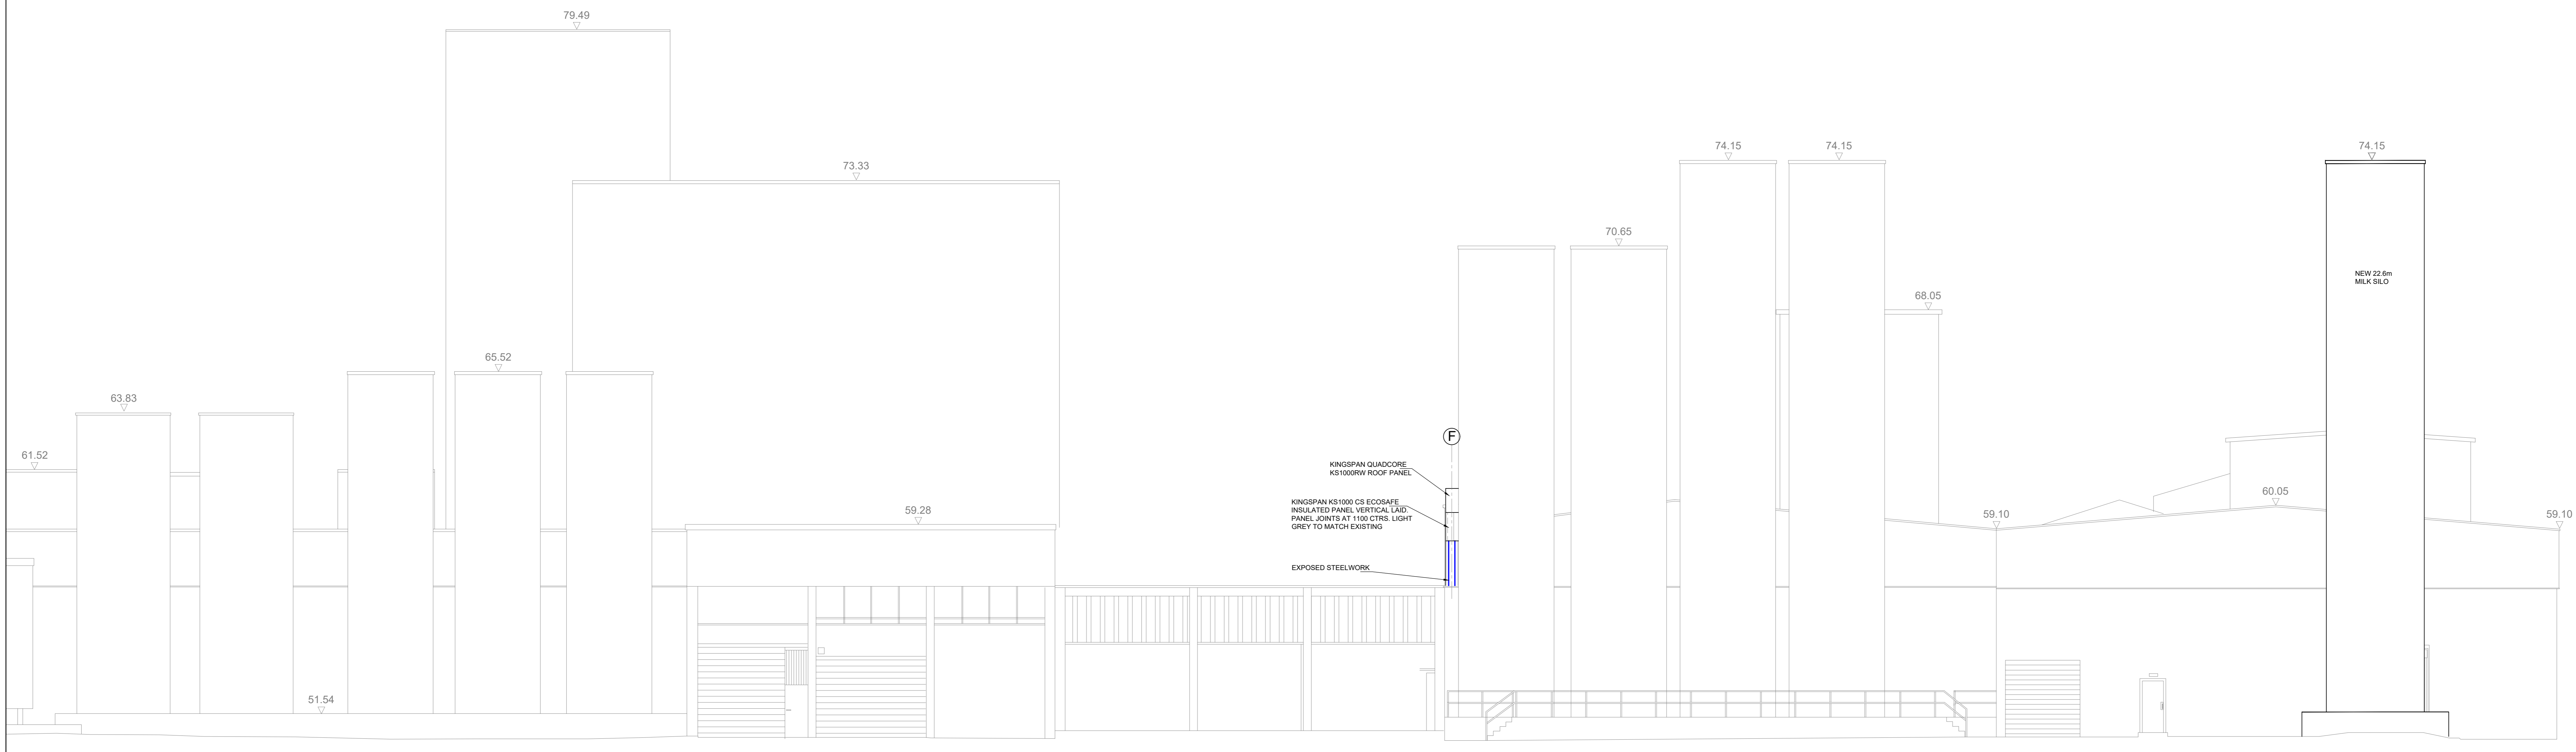 79.49
73.33
74.15
74.15
74.15
70.65
NEW 22.6m
MILK SILO
68.05
65.52
63.83
F
61.52
KINGSPAN QUADCORE
KS1000RW ROOF PANEL
KINGSPAN KS1000 CS ECOSAFE
INSULATED PANEL VERTICAL LAID.
PANEL JOINTS AT 1100 CTRS. LIGHT
GREY TO MATCH EXISTING
60.05
59.28
59.10
59.10
EXPOSED STEELWORK
51.54